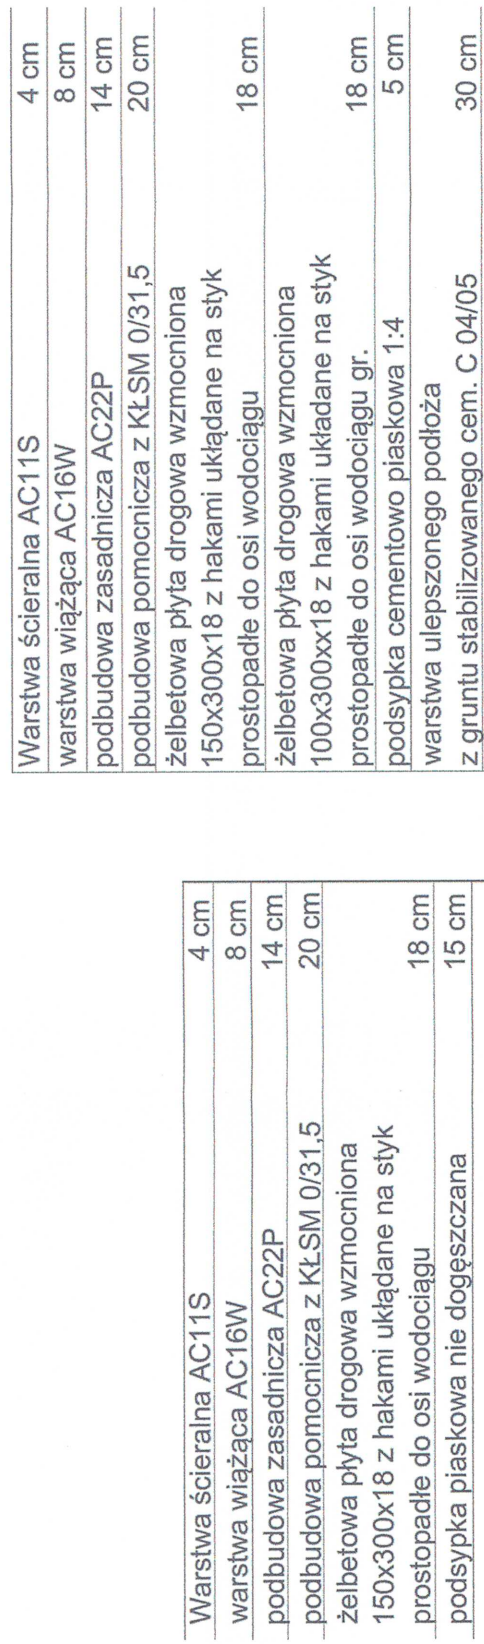 Warstwa ścieralna AC11S 4 cm
warstwa wiążąca AC16W 8 cm
podbudowa zasadnicza AC22P 14 cm
podbudowa pomocnicza z KŁSM 0/31,5 20 cm
żelbetowa płyta drogowa wzmocniona
150x300x18 z hakami ukłądane na styk
prostopadłe do osi wodociągu 18 cm
podsypka piaskowa nie dogęszczana 15 cm
Warstwa ścieralna AC11S 4 cm
warstwa wiążąca AC16W 8 cm
podbudowa zasadnicza AC22P 14 cm
podbudowa pomocnicza z KŁSM 0/31,5 20 cm
żelbetowa płyta drogowa wzmocniona
150x300x18 z hakami ukłądane na styk
prostopadłe do osi wodociągu 18 cm
żelbetowa płyta drogowa wzmocniona
100x300xx18 z hakami układane na styk
prostopadłe do osi wodociągu gr. 18 cm
podsypka cementowo piaskowa 1:4 5 cm
warstwa ulepszonego podłoża
z gruntu stabilizowanego cem. C 04/05 30 cm